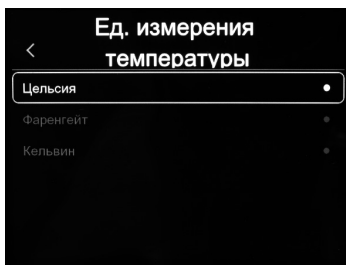 Ед. измерения
температуры
Цельсия
Фаренгейт
Кельвин